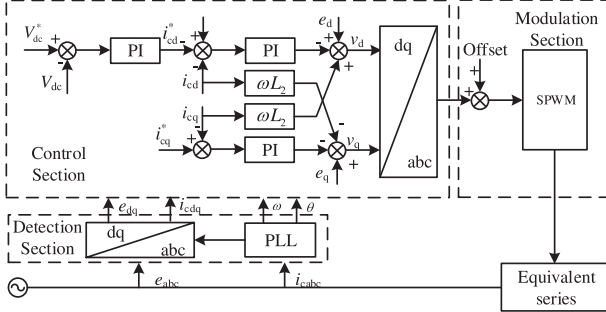 V*dc
+
-
Vdc
PI
i*cd
-
+
-
icd
PI
ed
-
+
+
vd
dq
abc
ωL2
icq
ωL2
i*cq
+
-
PI
-
-
+
vq
eq
Control
Section
Modulation
Section
Offset
+
+
SPWM
edq
icdq
ω
θ
Detection
Section
dq
abc
PLL
eabc
icabc
Equivalent
series